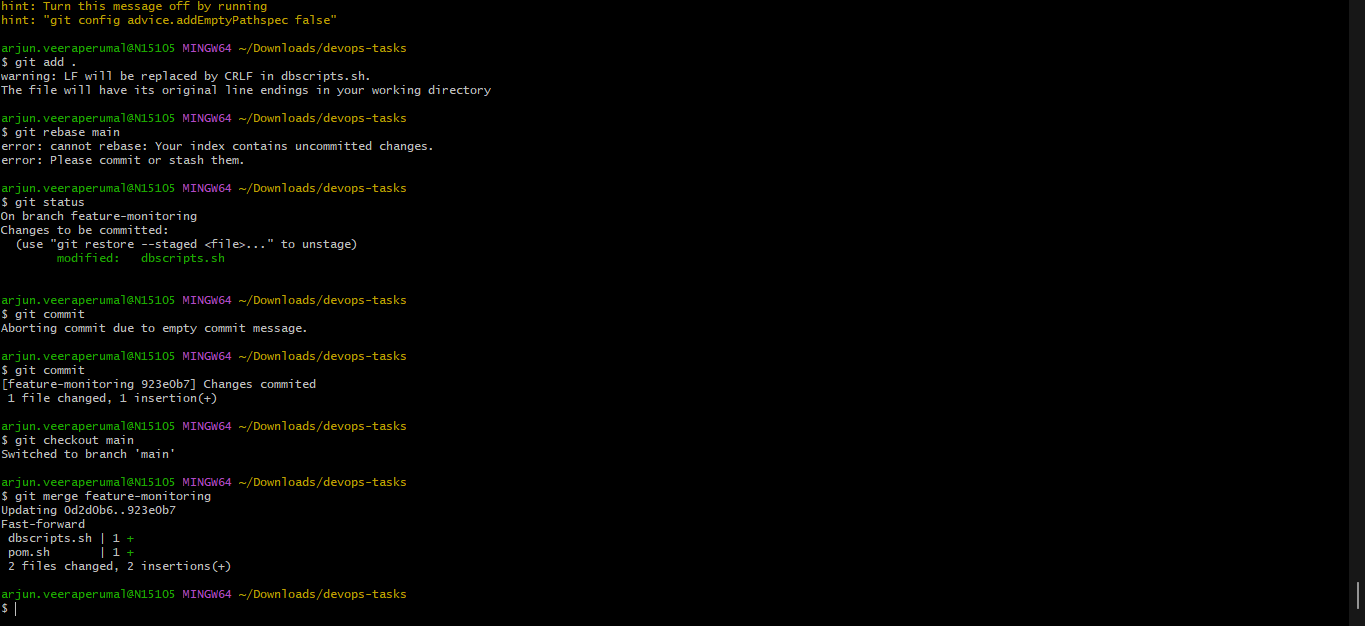 hint: Turn this message off by running
hint: "git config advice.addEmptyPathspec false"
arjun.veeraperumal@N15105 MINGW64 ~/Downloads/devops-tasks
$ git add .
warning: LF will be replaced by CRLF in dbscripts.sh.
The file will have its original line endings in your working directory
arjun.veeraperumal@N15105 MINGW64 ~/Downloads/devops-tasks
$ git rebase main
error: cannot rebase: Your index contains uncommitted changes.
error: Please commit or stash them.
arjun.veeraperumal@N15105 MINGW64 ~/Downloads/devops-tasks
$ git status
On branch feature-monitoring
Changes to be committed:
  (use "git restore --staged <file>..." to unstage)
        modified:   dbscripts.sh
arjun.veeraperumal@N15105 MINGW64 ~/Downloads/devops-tasks
$ git commit
Aborting commit due to empty commit message.
arjun.veeraperumal@N15105 MINGW64 ~/Downloads/devops-tasks
$ git commit
[feature-monitoring 923e0b7] Changes commited
 1 file changed, 1 insertion(+)
arjun.veeraperumal@N15105 MINGW64 ~/Downloads/devops-tasks
$ git checkout main
Switched to branch 'main'
arjun.veeraperumal@N15105 MINGW64 ~/Downloads/devops-tasks
$ git merge feature-monitoring
Updating 0d2d0b6..923e0b7
Fast-forward
 dbscripts.sh | 1 +
 pom.sh       | 1 +
 2 files changed, 2 insertions(+)
arjun.veeraperumal@N15105 MINGW64 ~/Downloads/devops-tasks
$